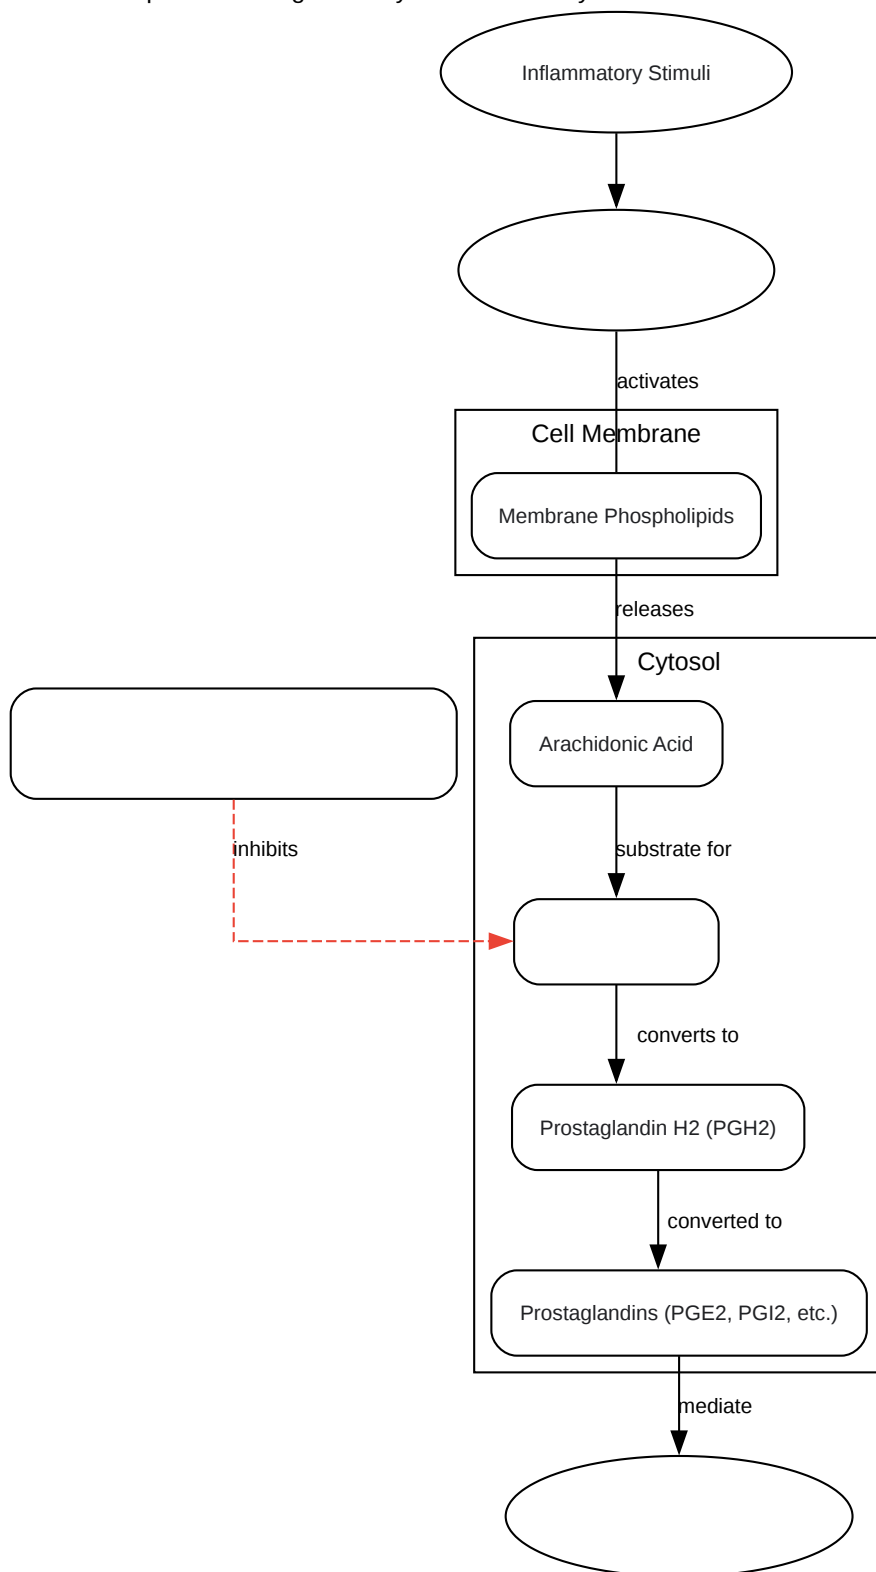 Inflammatory Stimuli
activates
Cell Membrane
Membrane Phospholipids
releases
Cytosol
Arachidonic Acid
inhibits
substrate for
converts to
Prostaglandin H2 (PGH2)
converted to
Prostaglandins (PGE2, PGI2, etc.)
mediate